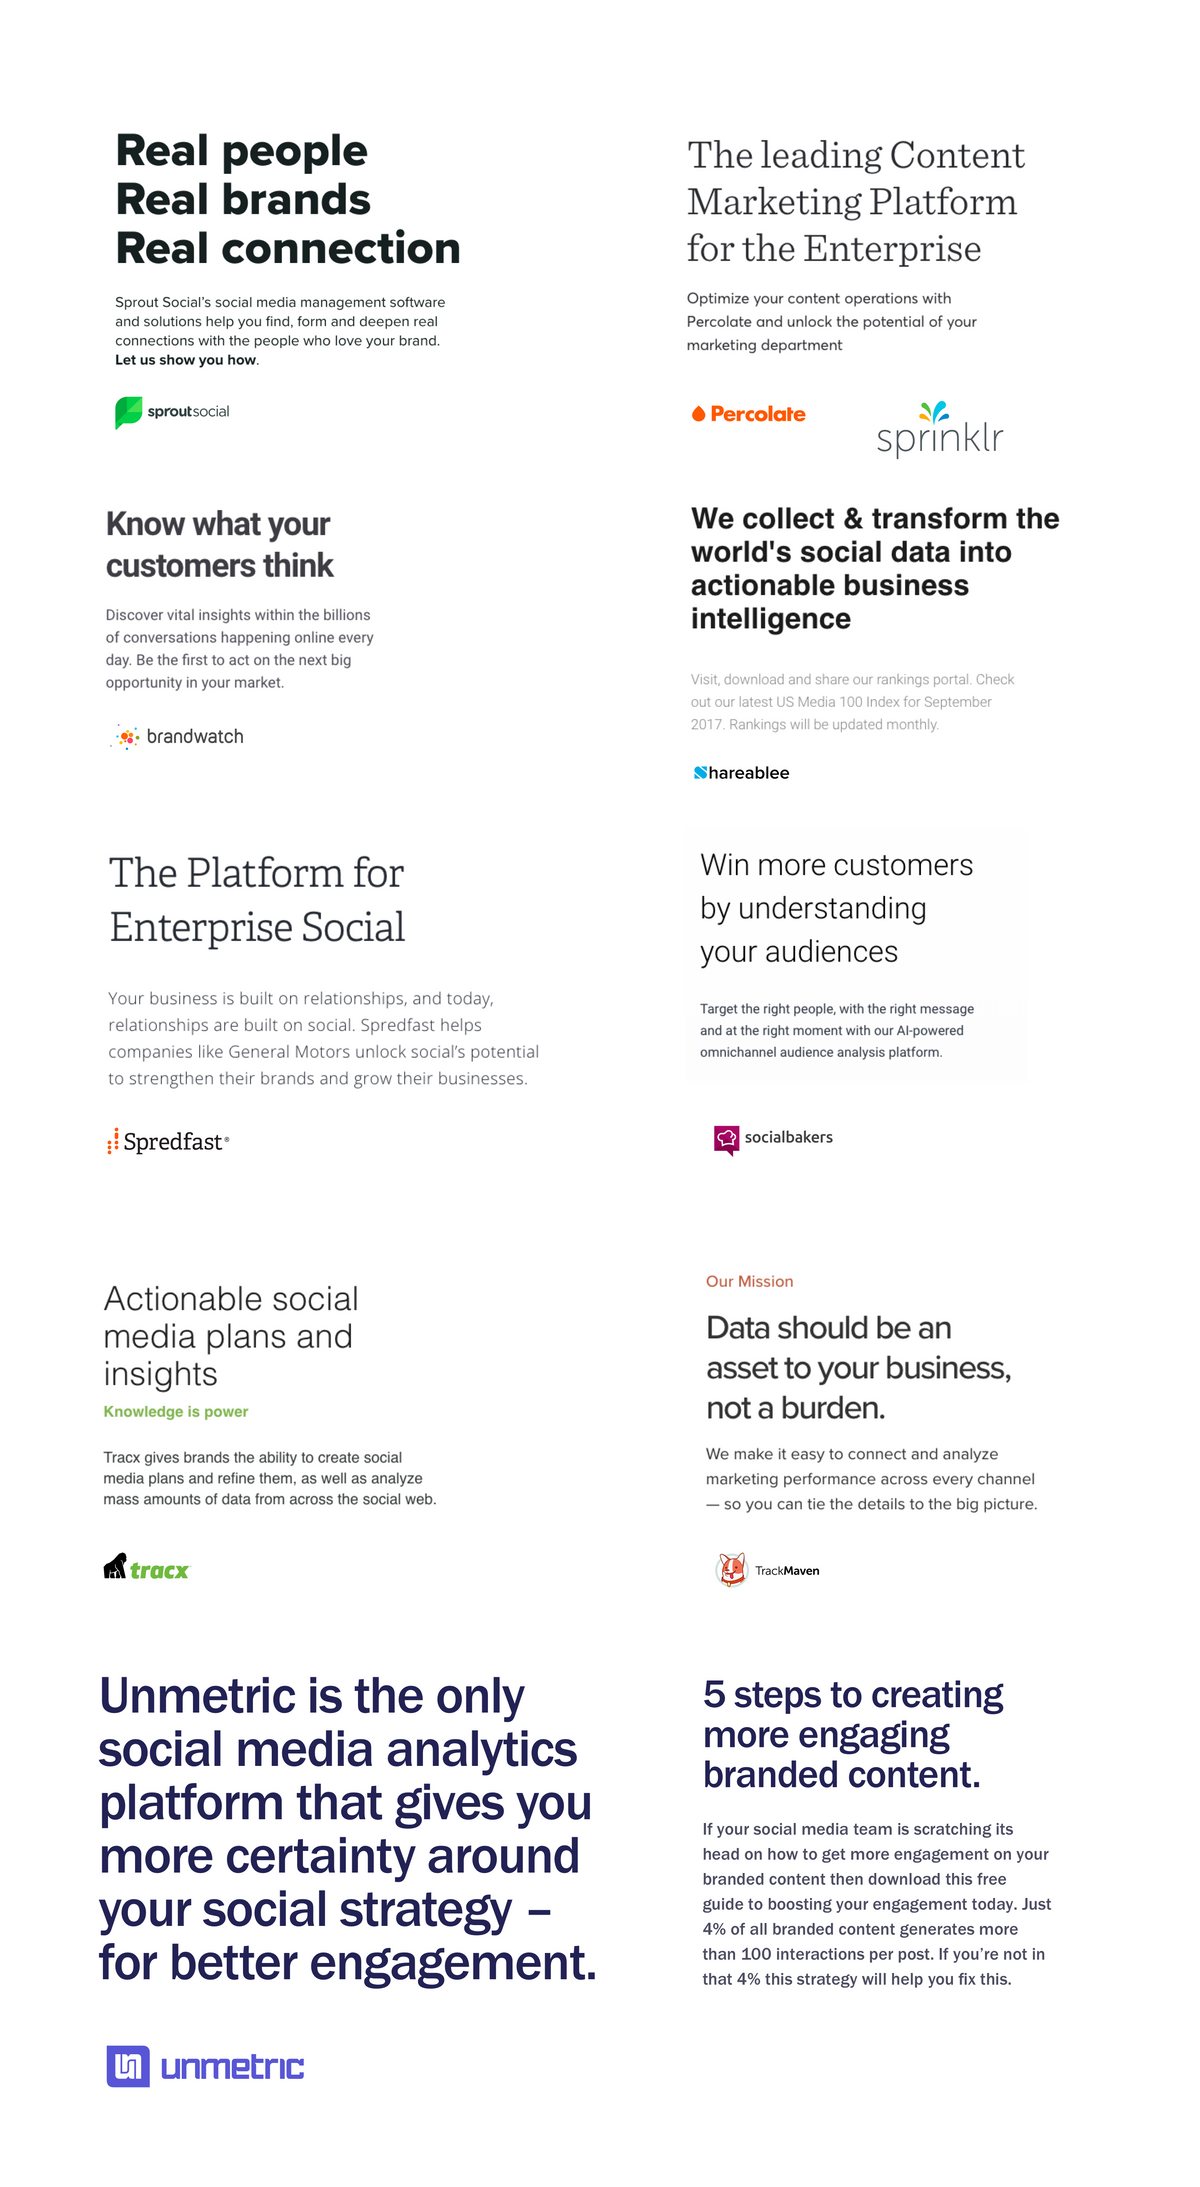 Real people
Real brands
Real connection
Sprout Social's social media management software
and solutions help you find, form and deepen real
connections with the people who love your brand.
Let us show you how.
sproutsocial
The leading Content
Marketing Platform
for the Enterprise
Optimize your content operations with
Percolate and unlock the potential of your
marketing department
Percolate
sprinklr
Know what your
customers think
Discover vital insights within the billions
of conversations happening online every
day. Be the first to act on the next big
opportunity in your market.
brandwatch
We collect & transform the
world's social data into
actionable business
intelligence
Visit, download and share our rankings portal. Check
out our latest US Media 100 Index for September
2017. Rankings will be updated monthly.
Shareablee
The Platform for
Enterprise Social
Your business is built on relationships, and today,
relationships are built on social. Spredfast helps
companies like General Motors unlock social's potential
to strengthen their brands and grow their businesses.
Spredfast®
Win more customers
by understanding
your audiences
Target the right people, with the right message
and at the right moment with our AI-powered
omnichannel audience analysis platform.
socialbakers
Actionable social
media plans and
insights
Knowledge is power
Tracx gives brands the ability to create social
media plans and refine them, as well as analyze
mass amounts of data from across the social web.
tracx
Our Mission
Data should be an
asset to your business,
not a burden.
We make it easy to connect and analyze
marketing performance across every channel
— so you can tie the details to the big picture.
TrackMaven
Unmetric is the only
social media analytics
platform that gives you
more certainty around
your social strategy –
for better engagement.
unmetric
5 steps to creating
more engaging
branded content.
If your social media team is scratching its
head on how to get more engagement on your
branded content then download this free
guide to boosting your engagement today. Just
4% of all branded content generates more
than 100 interactions per post. If you're not in
that 4% this strategy will help you fix this.